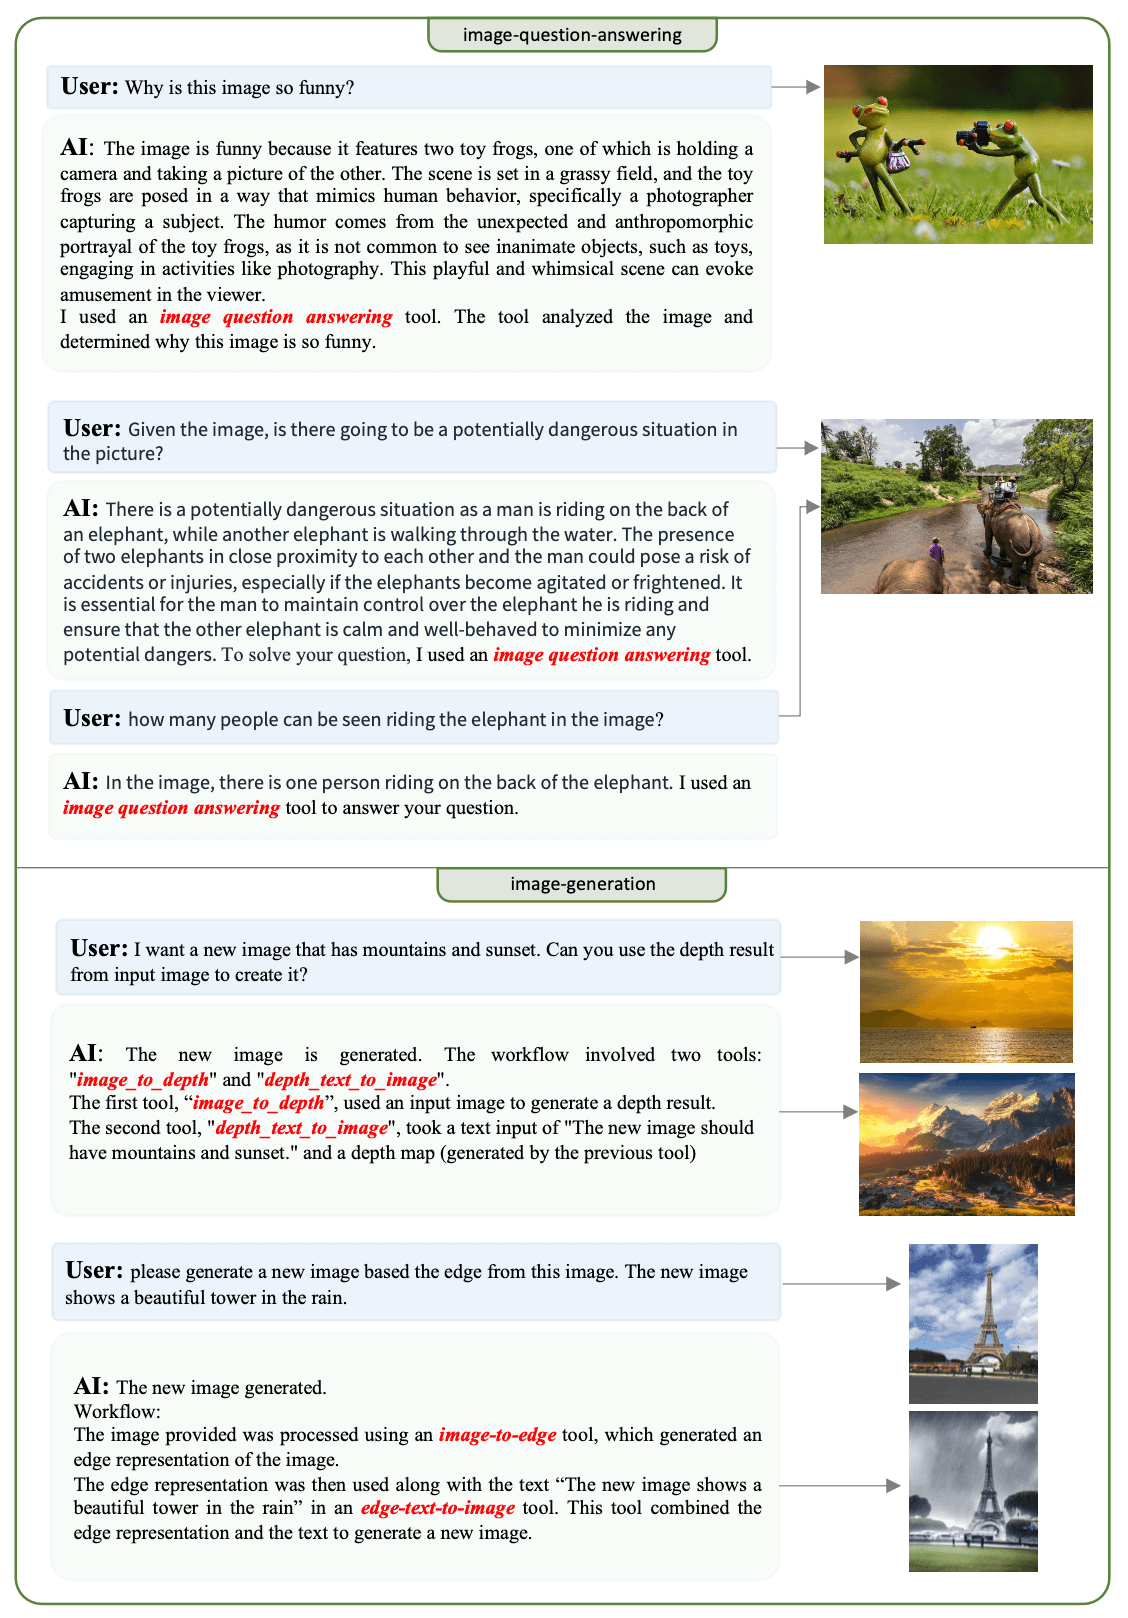 image-question-answering
User: Why is this image so funny?
AI: The image is funny because it features two toy frogs, one of which is holding a
camera and taking a picture of the other. The scene is set in a grassy field, and the toy
frogs are posed in a way that mimics human behavior, specifically a photographer
capturing a subject. The humor comes from the unexpected and anthropomorphic
portrayal of the toy frogs, as it is not common to see inanimate objects, such as toys,
engaging in activities like photography. This playful and whimsical scene can evoke
amusement in the viewer.
I used an image question answering tool. The tool analyzed the image and
determined why this image is so funny.
User: Given the image, is there going to be a potentially dangerous situation in
the picture?
AI: There is a potentially dangerous situation as a man is riding on the back of
an elephant, while another elephant is walking through the water. The presence
of two elephants in close proximity to each other and the man could pose a risk of
accidents or injuries, especially if the elephants become agitated or frightened. It
is essential for the man to maintain control over the elephant he is riding and
ensure that the other elephant is calm and well-behaved to minimize any
potential dangers. To solve your question, I used an image question answering tool.
User: how many people can be seen riding the elephant in the image?
AI: In the image, there is one person riding on the back of the elephant. I used an
image question answering tool to answer your question.
image-generation
User: I want a new image that has mountains and sunset. Can you use the depth result
from input image to create it?
AI: The new image is generated. The workflow involved two tools:
"image_to_depth" and "depth_text_to_image".
The first tool, “image_to_depth”, used an input image to generate a depth result.
The second tool, "depth_text_to_image", took a text input of "The new image should
have mountains and sunset." and a depth map (generated by the previous tool)
User: please generate a new image based the edge from this image. The new image
shows a beautiful tower in the rain.
AI: The new image generated.
Workflow:
The image provided was processed using an image-to-edge tool, which generated an
edge representation of the image.
The edge representation was then used along with the text “The new image shows a
beautiful tower in the rain” in an edge-text-to-image tool. This tool combined the
edge representation and the text to generate a new image.